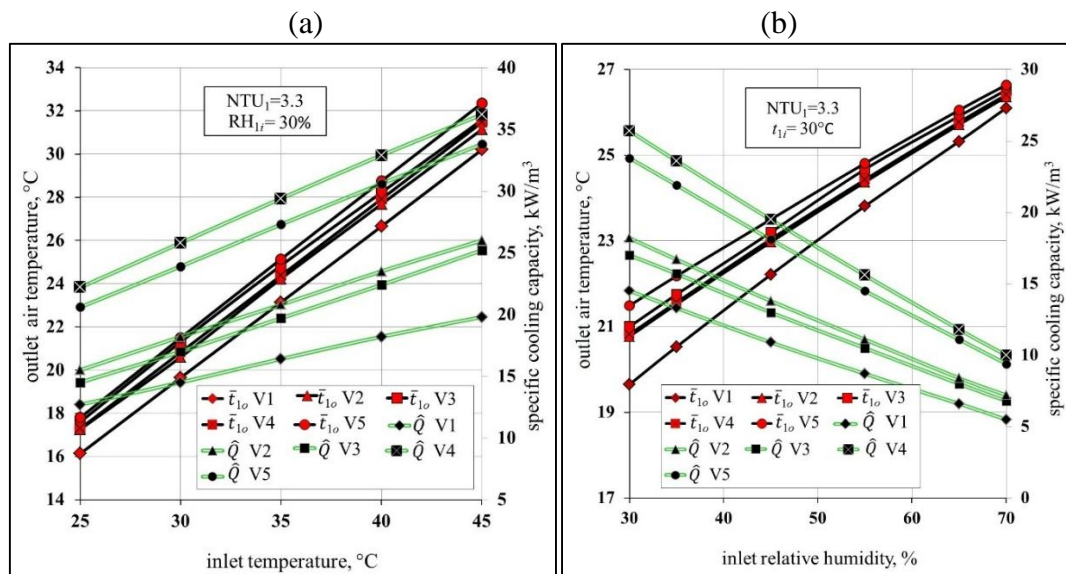 (a)
(b)
34
32
30
28
26
24
22
20
18
16
14
outlet air temperature, °C
40
35
30
25
20
15
10
5
specific cooling capacity, kW/m³
NTU₁=3.3
RH₁ᵢ= 30%
t̄₁ₒ V1 t̄₁ₒ V2 t̄₁ₒ V3
t̄₁ₒ V4 t̄₁ₒ V5 Q̂ V1
Q̂ V2 Q̂ V3 Q̂ V4
Q̂ V5
25 30 35 40 45
inlet temperature, °C
27
25
23
21
19
17
outlet air temperature, °C
30
25
20
15
10
5
0
specific cooling capacity, kW/m³
NTU₁=3.3
t₁ᵢ= 30°C
t̄₁ₒ V1 t̄₁ₒ V2 t̄₁ₒ V3
t̄₁ₒ V4 t̄₁ₒ V5 Q̂ V1
Q̂ V2 Q̂ V3 Q̂ V4
Q̂ V5
30 40 50 60 70
inlet relative humidity, %